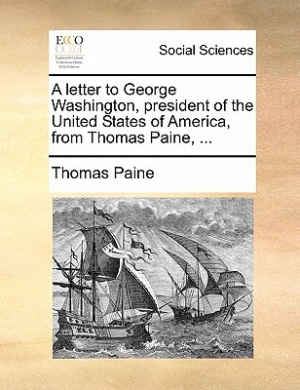 ECCO
Social Sciences
A letter to George
Washington, president of the
United States of America,
from Thomas Paine, ...
Thomas Paine